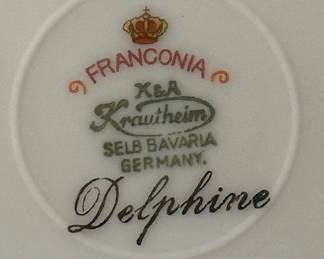 FRANCONIA
K&A
Krautheim
SELB BAVARIA
GERMANY.
Delphine